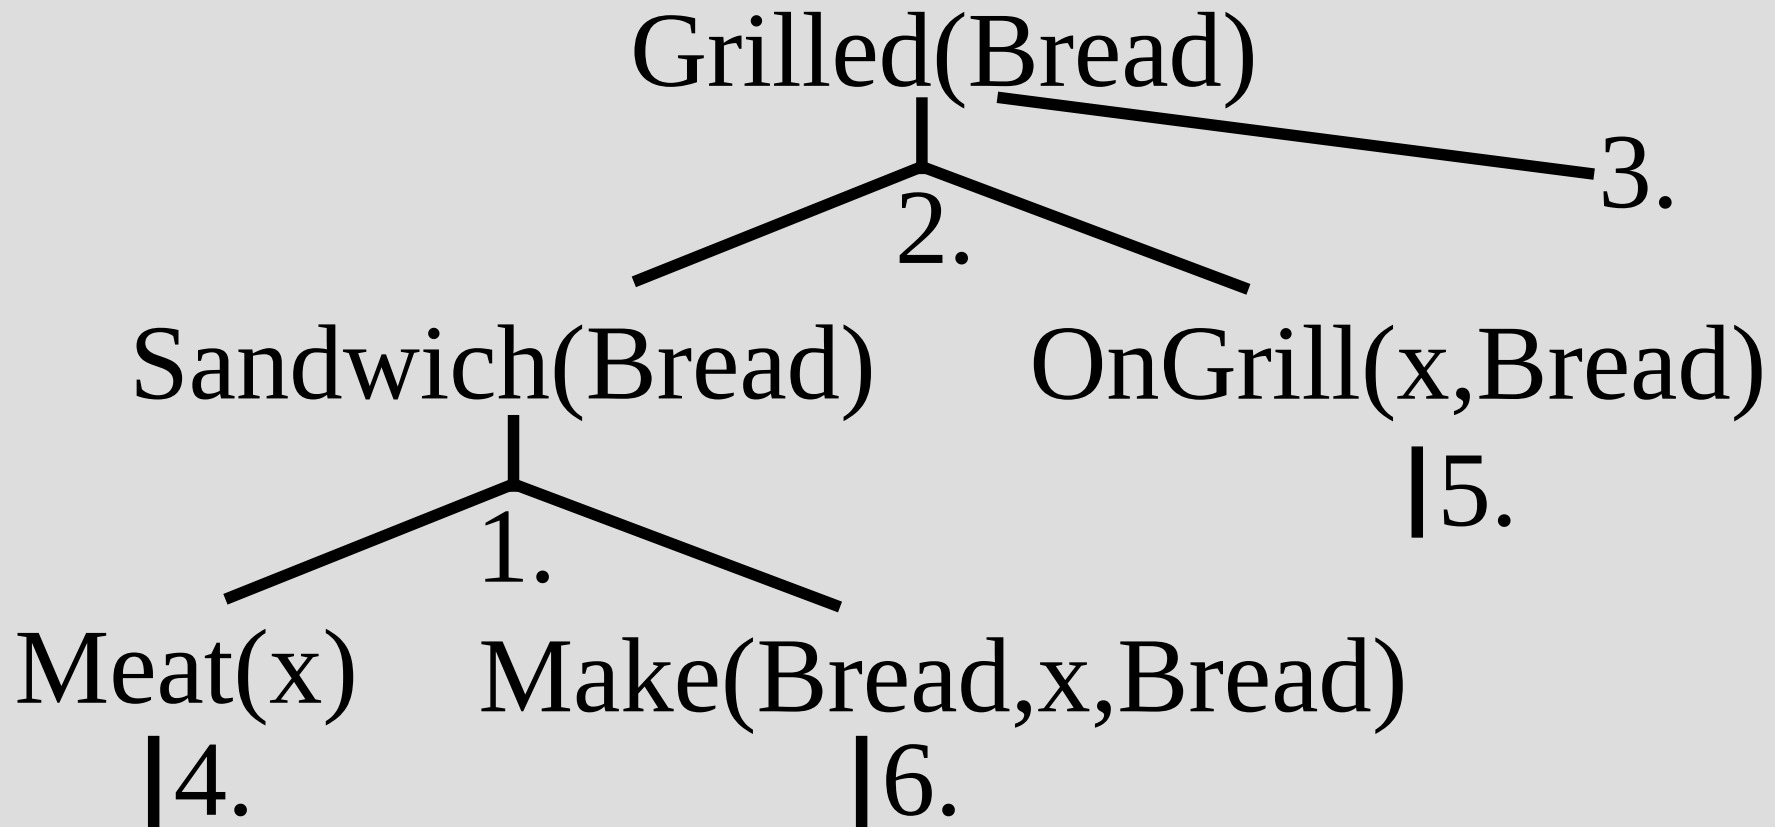 Grilled(Bread)
3.
2.
Sandwich(Bread)
OnGrill(x,Bread)
5.
1.
Meat(x)
Make(Bread,x,Bread)
4.
6.